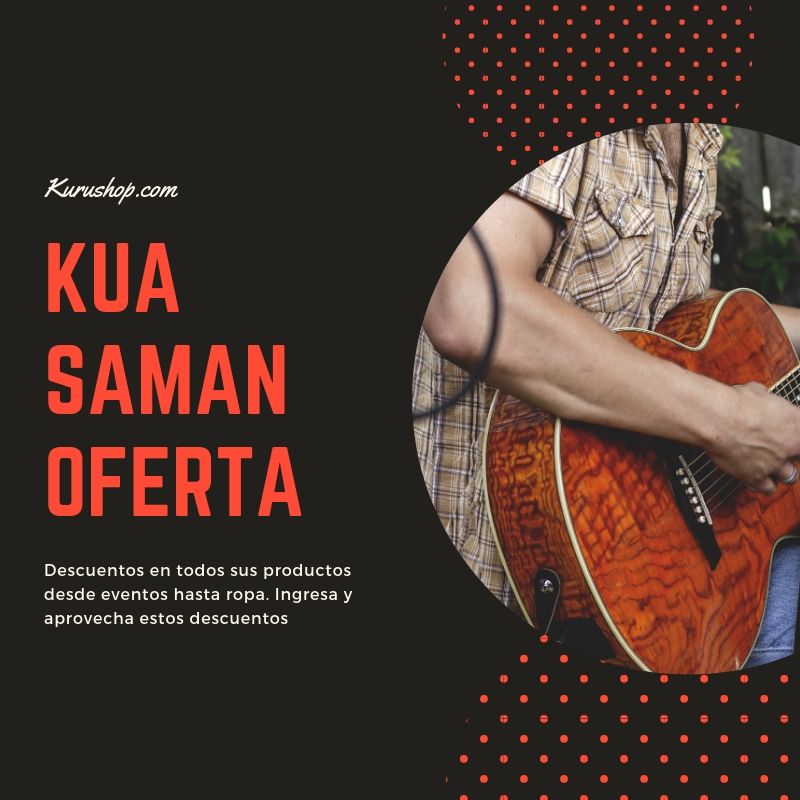 Kurushop.com
KUA
SAMAN
OFERTA
Descuentos en todos sus productos
desde eventos hasta ropa. Ingresa y
aprovecha estos descuentos